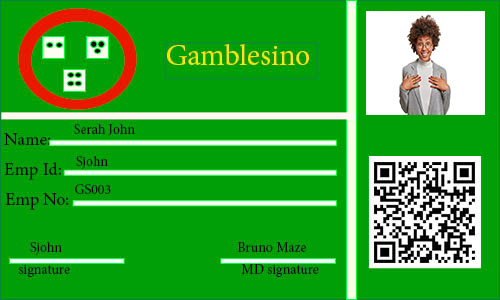 Gamblesino
Name: Serah John
Emp Id: Sjohn
Emp No: GS003
Sjohn
signature
Bruno Maze
MD signature